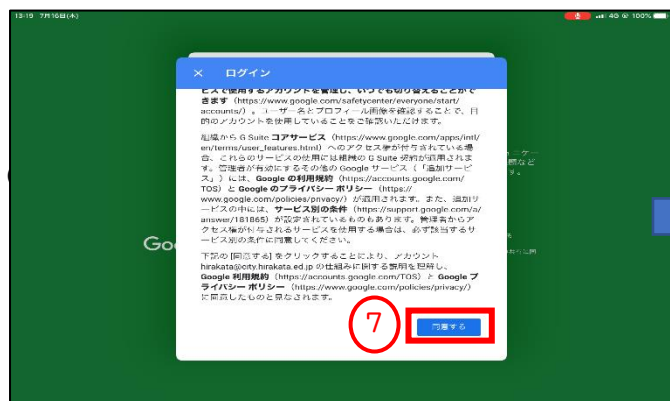 13:19 7月16日(木)
4G 100%
× ログイン
ビスで使用するアカウントを管理し、いつでも切り替えることがで
きます（https://www.google.com/safetycenter/everyone/start/
accounts/）。ユーザー名とプロフィール画像を確認することで、目
的のアカウントを使用していることをご確認いただけます。
組織から G Suite コアサービス（https://www.google.com/apps/intl/
en/terms/user_features.html）へのアクセス権が付与されている場
合、これらのサービスの使用には組織の G Suite 契約が適用されま
す。管理者が有効にするその他の Google サービス（「追加サービ
ス」）には、Google の利用規約（https://accounts.google.com/
TOS）と Google のプライバシー ポリシー（https://
www.google.com/policies/privacy/）が適用されます。また、追加サ
ービスの中には、サービス別の条件（https://support.google.com/a/
answer/181865）が設定されているものもあります。管理者からア
クセス権が付与されるサービスを使用する場合は、必ず該当するサ
ービス別の条件に同意してください。
下記の [同意する] をクリックすることにより、アカウント
hirakata@city.hirakata.ed.jp の仕組みに関する説明を理解し、
Google 利用規約（https://accounts.google.com/TOS）と Google プ
ライバシー ポリシー（https://www.google.com/policies/privacy/）
に同意したものと見なされます。
7 同意する
Go
ニケー
など
す。